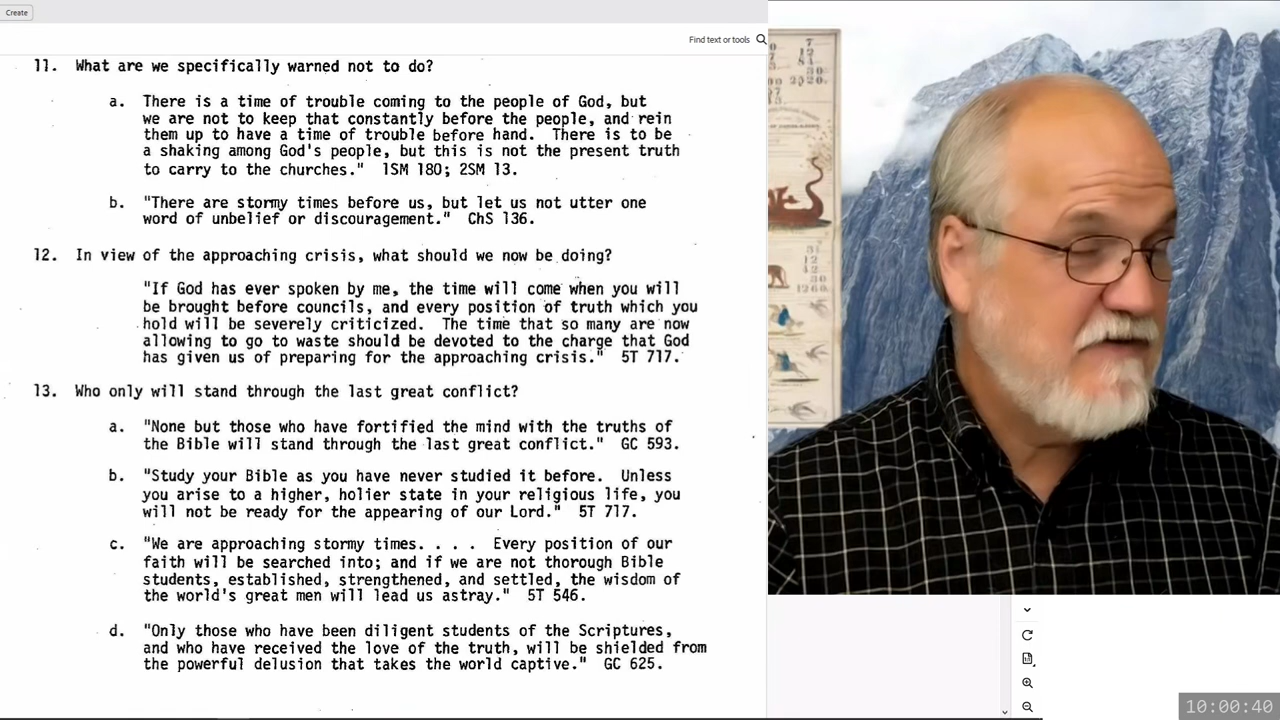 Create
Find text or tools
11. What are we specifically warned not to do?
a. There is a time of trouble coming to the people of God, but
we are not to keep that constantly before the people, and rein
them up to have a time of trouble before hand. There is to be
a shaking among God's people, but this is not the present truth
to carry to the churches." 1SM 180; 2SM 13.
b. "There are stormy times before us, but let us not utter one
word of unbelief or discouragement." ChS 136.
12. In view of the approaching crisis, what should we now be doing?
"If God has ever spoken by me, the time will come when you will
be brought before councils, and every position of truth which you
hold will be severely criticized. The time that so many are now
allowing to go to waste should be devoted to the charge that God
has given us of preparing for the approaching crisis." 5T 717.
13. Who only will stand through the last great conflict?
a. "None but those who have fortified the mind with the truths of
the Bible will stand through the last great conflict." GC 593.
b. "Study your Bible as you have never studied it before. Unless
you arise to a higher, holier state in your religious life, you
will not be ready for the appearing of our Lord." 5T 717.
c. "We are approaching stormy times. . . . Every position of our
faith will be searched into; and if we are not thorough Bible
students, established, strengthened, and settled, the wisdom of
the world's great men will lead us astray." 5T 546.
d. "Only those who have been diligent students of the Scriptures,
and who have received the love of the truth, will be shielded from
the powerful delusion that takes the world captive." GC 625.
7
12
30
2520
31
12
42
30
1260
10:00:40